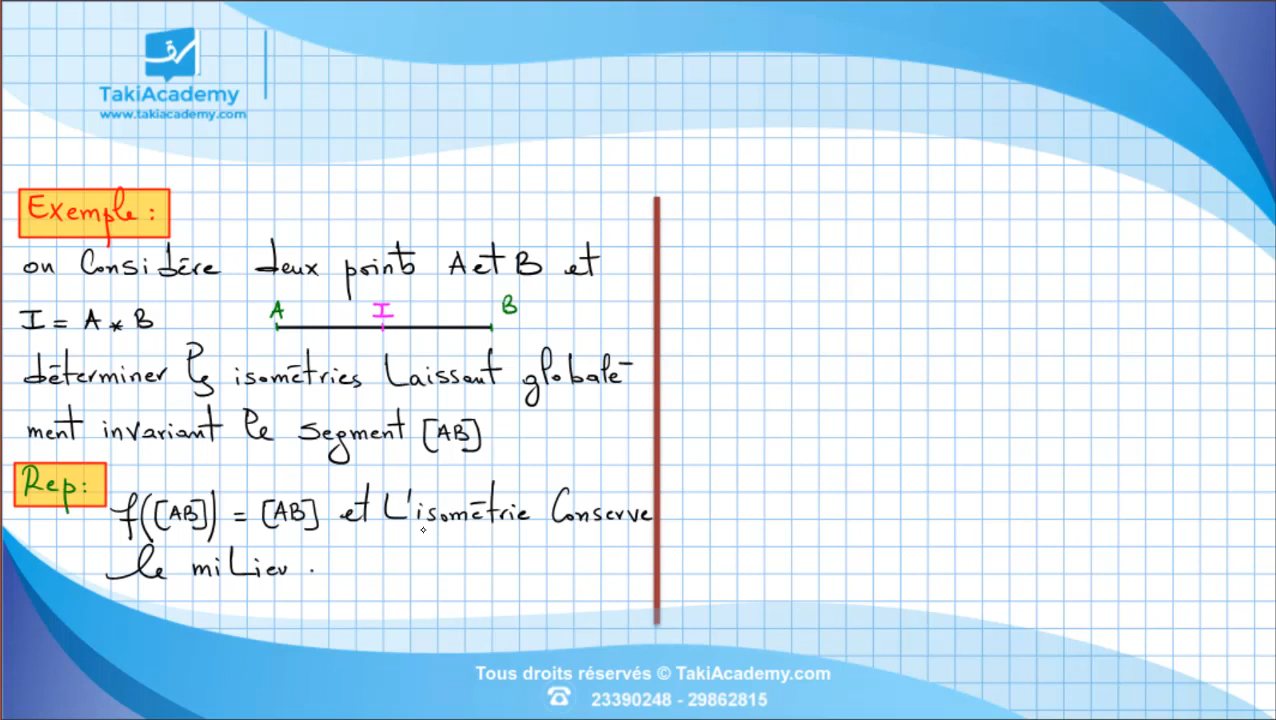 TakiAcademy
www.takiacademy.com
Exemple :
on Considère deux points A et B et
I = A * B
A I B
déterminer les isométries Laissant globale-
ment invariant le segment [AB]
Rep:
f([AB]) = [AB] et L'isométrie Conserve
le miLieu .
Tous droits réservés © TakiAcademy.com
23390248 - 29862815